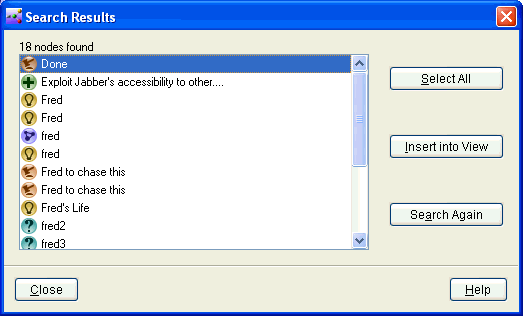 Search Results
18 nodes found
Done
Exploit Jabber's accessibility to other....
Fred
Fred
fred
fred
Fred to chase this
Fred to chase this
Fred's Life
fred2
fred3
Select All
Insert into View
Search Again
Close
Help